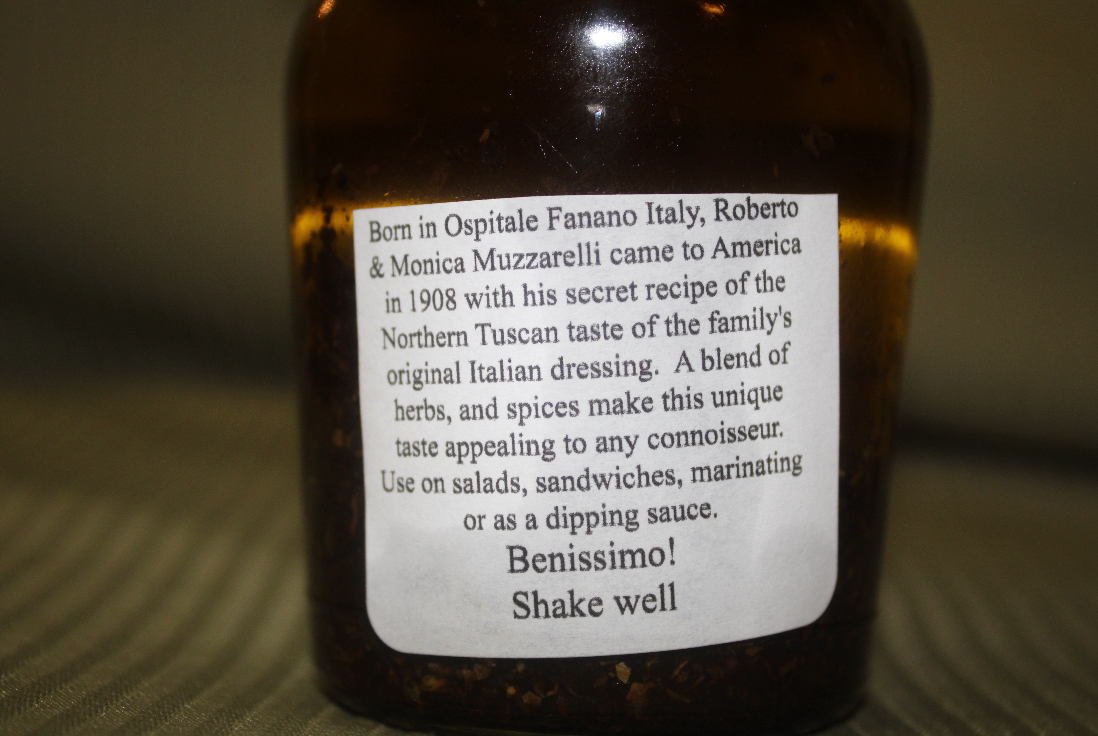 Born in Ospitale Fanano Italy, Roberto
& Monica Muzzarelli came to America
in 1908 with his secret recipe of the
Northern Tuscan taste of the family's
original Italian dressing. A blend of
herbs, and spices make this unique
taste appealing to any connoisseur.
Use on salads, sandwiches, marinating
or as a dipping sauce.
Benissimo!
Shake well